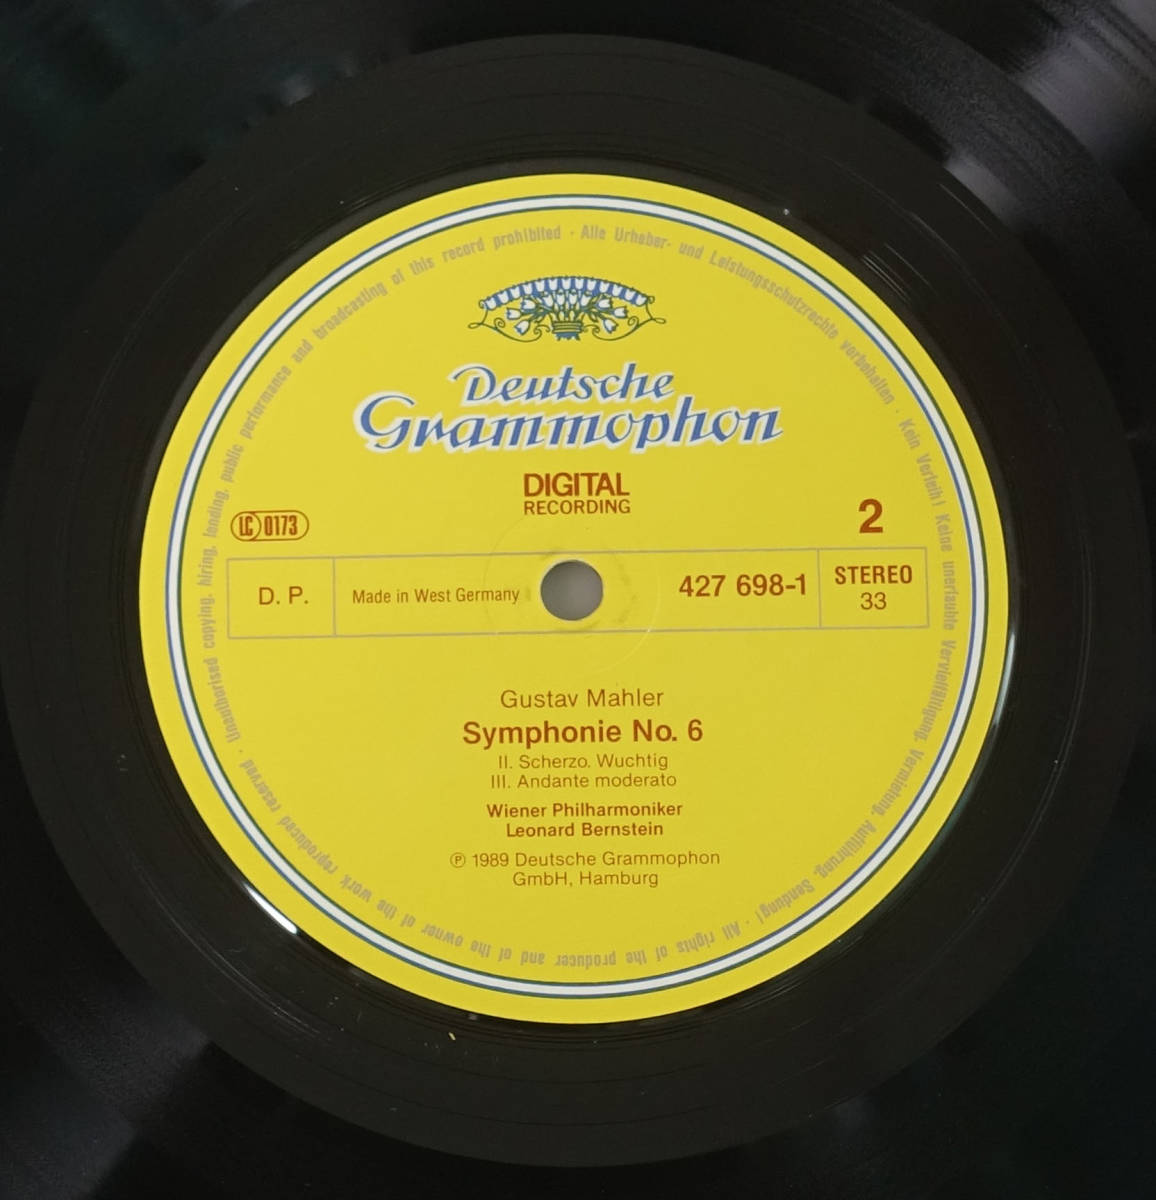 Deutsche
Grammophon
DIGITAL
RECORDING
LC 0173
2
D. P.
Made in West Germany
427 698-1
STEREO
33
Gustav Mahler
Symphonie No. 6
II. Scherzo. Wuchtig
III. Andante moderato
Wiener Philharmoniker
Leonard Bernstein
℗ 1989 Deutsche Grammophon
GmbH, Hamburg
Alle Urheber- und Leistungsschutzrechte vorbehalten · Kein Verleih! Keine unerlaubte Vervielfältigung, Vermietung, Aufführung, Sendung! · All rights of the producer and of the owner of the work reproduced reserved · Unauthorised copying, hiring, lending, public performance and broadcasting of this record prohibited ·